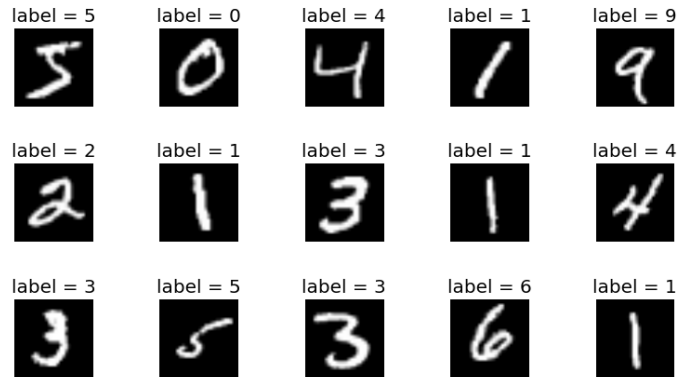 label = 5 label = 0 label = 4 label = 1 label = 9
5 0 4 1 9
label = 2 label = 1 label = 3 label = 1 label = 4
2 1 3 1 4
label = 3 label = 5 label = 3 label = 6 label = 1
3 5 3 6 1